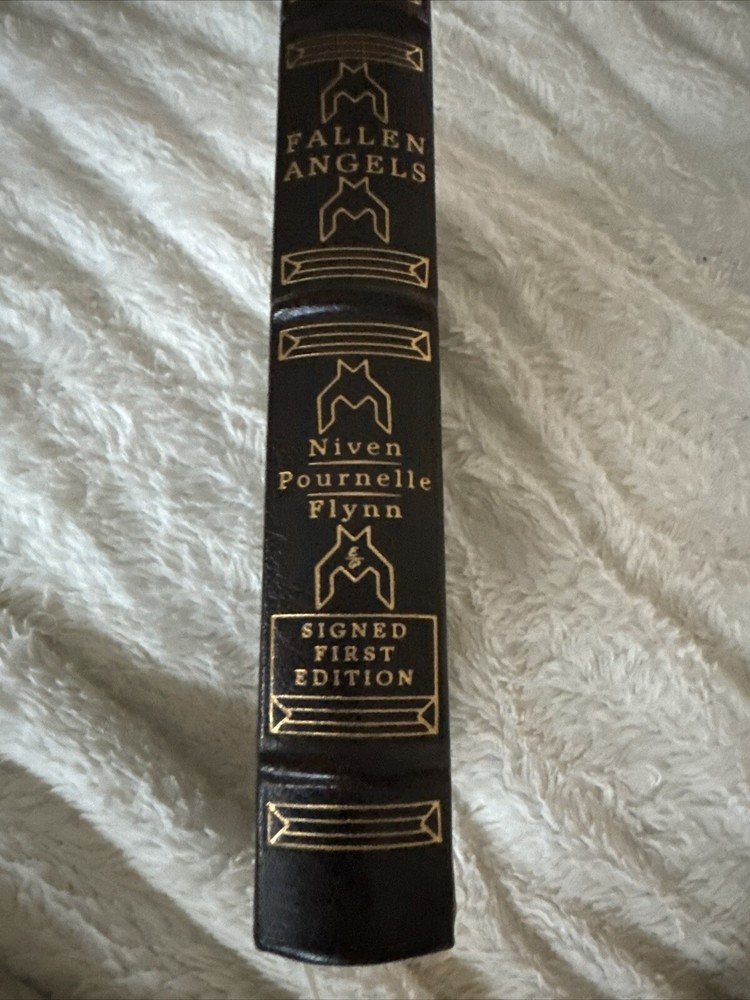 FALLEN
ANGELS
Niven
Pournelle
Flynn
E
P
SIGNED
FIRST
EDITION